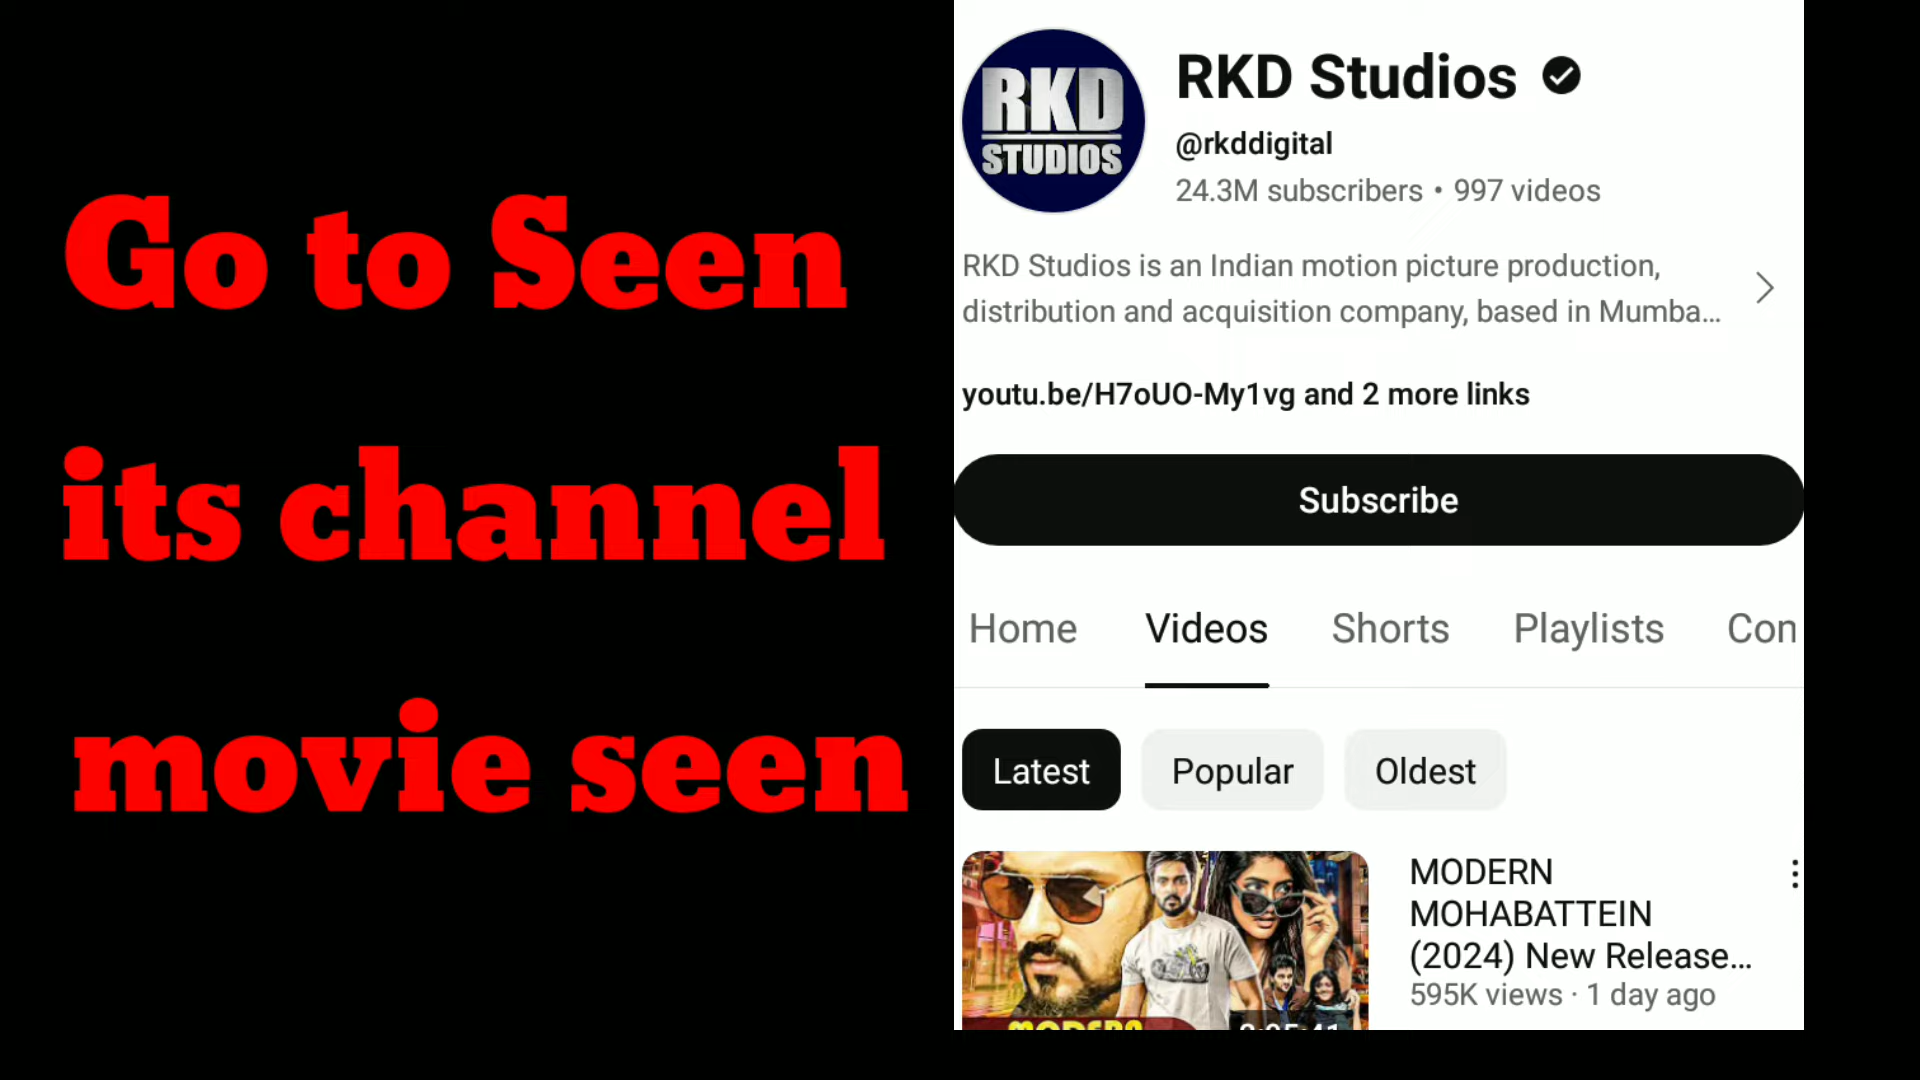 Go to Seen
its channel
movie seen
RKD
STUDIOS
RKD Studios
@rkddigital
24.3M subscribers • 997 videos
RKD Studios is an Indian motion picture production,
distribution and acquisition company, based in Mumba...
youtu.be/H7oUO-My1vg and 2 more links
Subscribe
Home Videos Shorts Playlists Con
Latest Popular Oldest
MODERN
MOHABATTEIN
(2024) New Release...
595K views · 1 day ago
MODERN